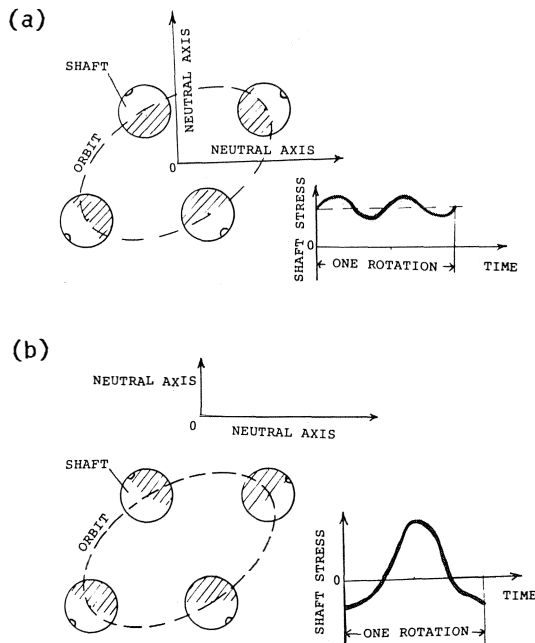 (a)
NEUTRAL AXIS
SHAFT
ORBIT
NEUTRAL AXIS
0
SHAFT STRESS
0
ONE ROTATION
TIME
(b)
NEUTRAL AXIS
0
NEUTRAL AXIS
SHAFT
ORBIT
SHAFT STRESS
0
TIME
ONE ROTATION